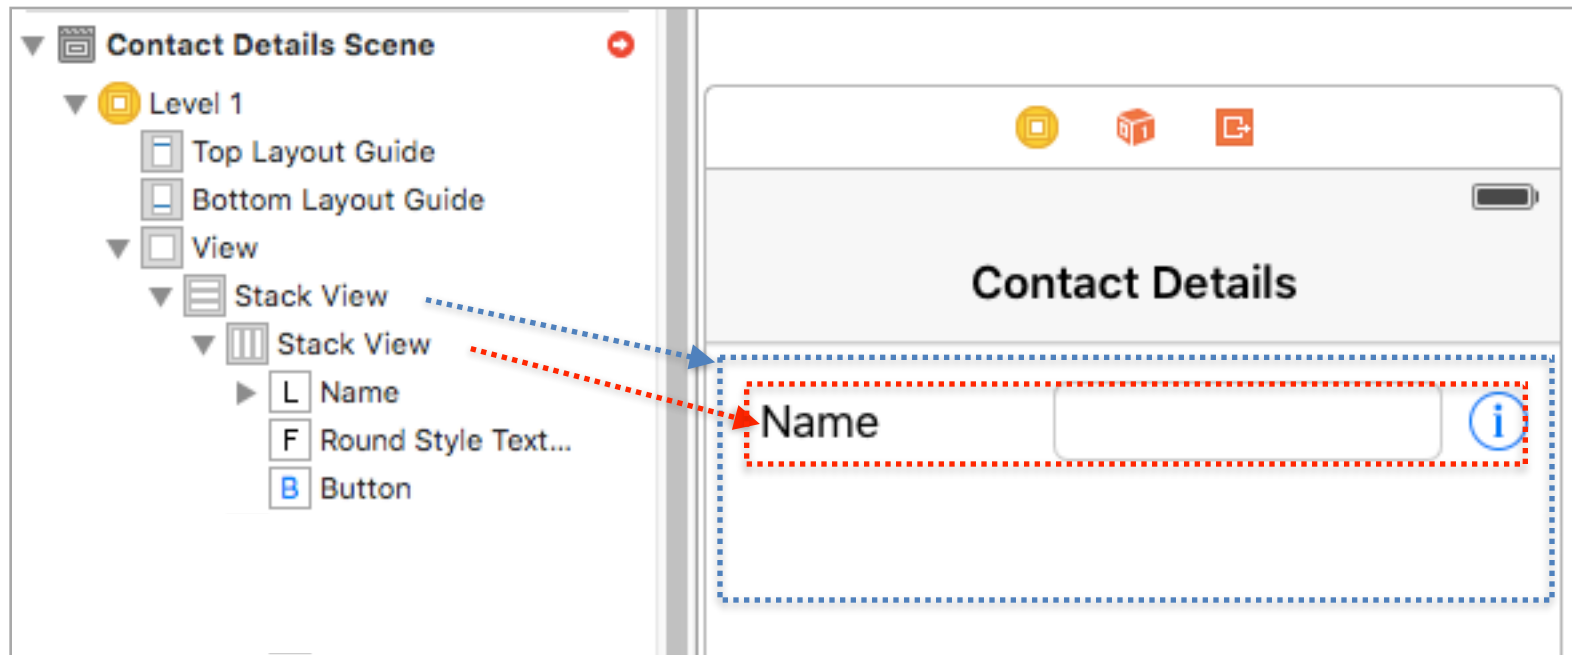 Contact Details Scene
Level 1
Top Layout Guide
Bottom Layout Guide
View
Stack View
Stack View
L Name
F Round Style Text...
B Button
1
Contact Details
Name
i